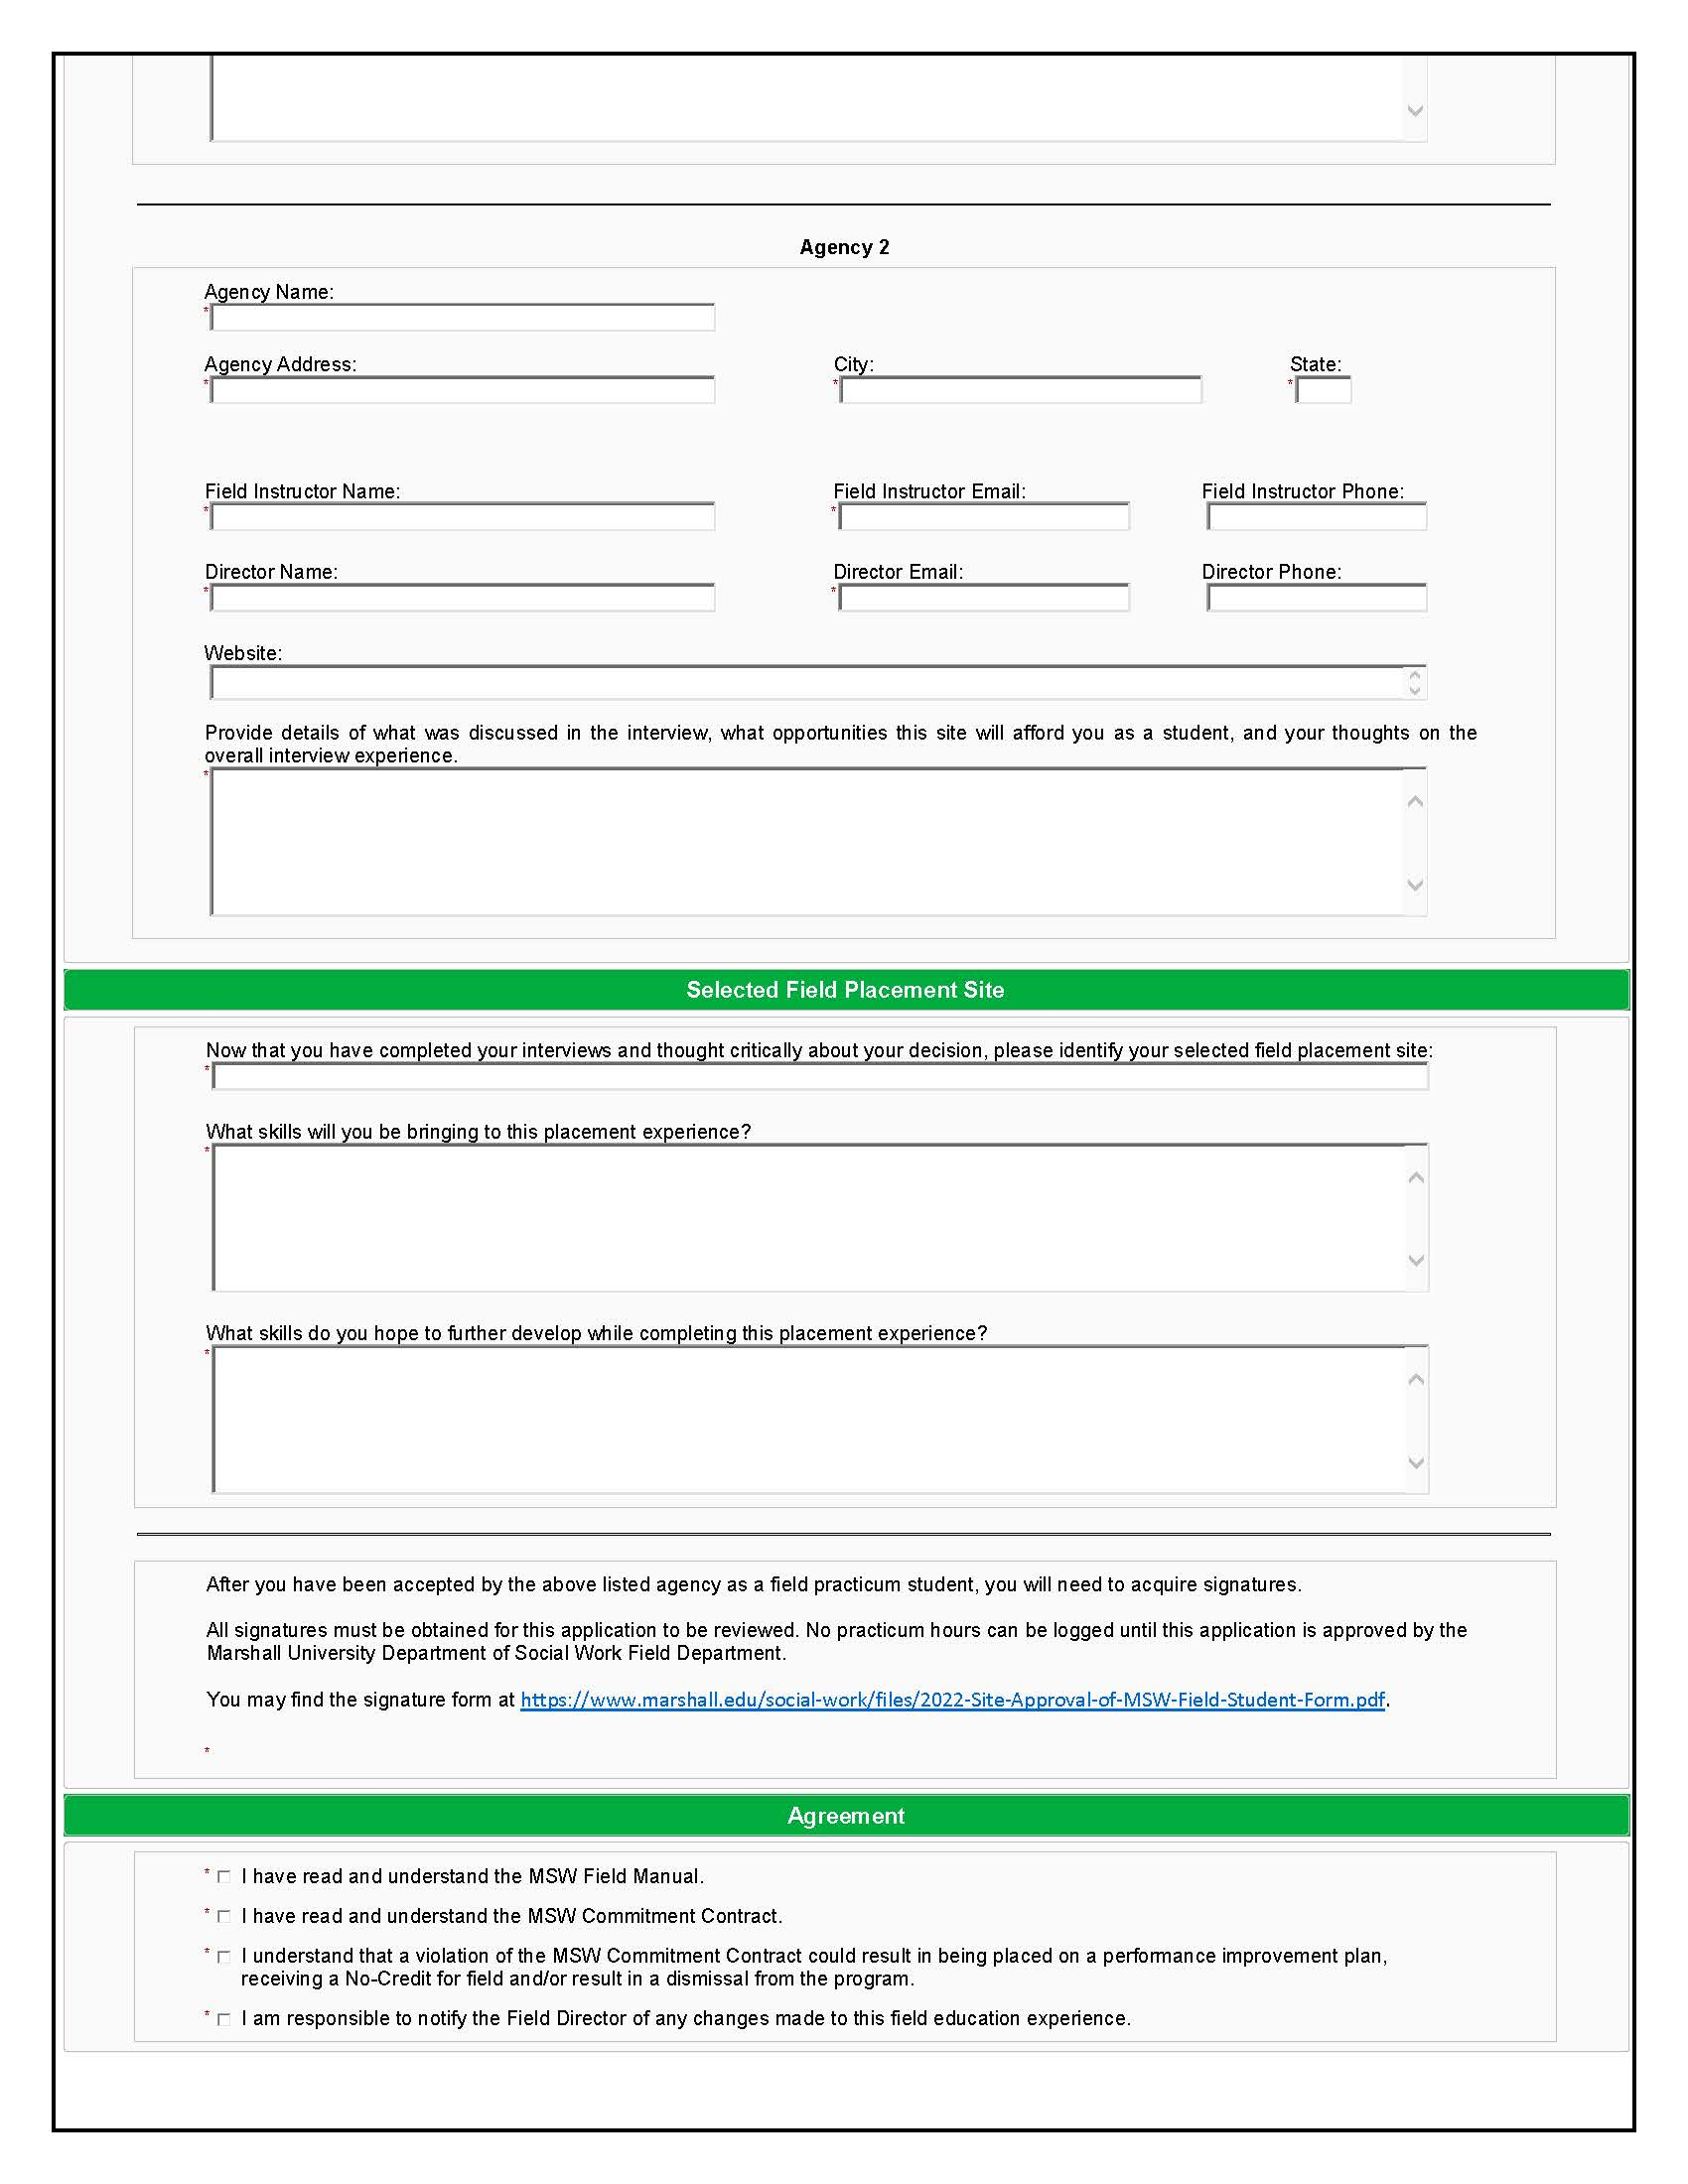 Agency 2
Agency Name:
*
Agency Address: City: State:
* * *
Field Instructor Name: Field Instructor Email: Field Instructor Phone:
* *
Director Name: Director Email: Director Phone:
* *
Website:
Provide details of what was discussed in the interview, what opportunities this site will afford you as a student, and your thoughts on the
overall interview experience.
*
Selected Field Placement Site
Now that you have completed your interviews and thought critically about your decision, please identify your selected field placement site:
*
What skills will you be bringing to this placement experience?
*
What skills do you hope to further develop while completing this placement experience?
*
After you have been accepted by the above listed agency as a field practicum student, you will need to acquire signatures.
All signatures must be obtained for this application to be reviewed. No practicum hours can be logged until this application is approved by the
Marshall University Department of Social Work Field Department.
You may find the signature form at https://www.marshall.edu/social-work/files/2022-Site-Approval-of-MSW-Field-Student-Form.pdf.
*
Agreement
* I have read and understand the MSW Field Manual.
* I have read and understand the MSW Commitment Contract.
* I understand that a violation of the MSW Commitment Contract could result in being placed on a performance improvement plan,
receiving a No-Credit for field and/or result in a dismissal from the program.
* I am responsible to notify the Field Director of any changes made to this field education experience.